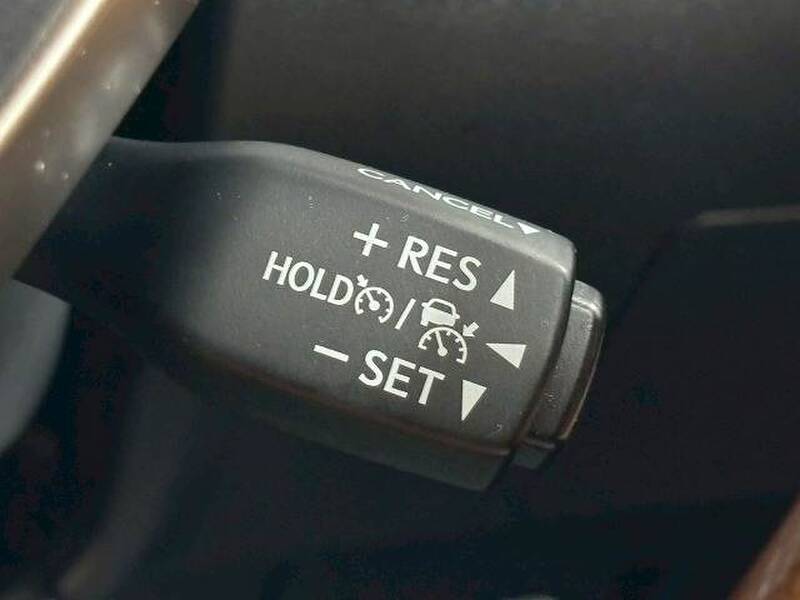 CANCEL▼
+ RES ▲
HOLD / ◀
− SET ▼